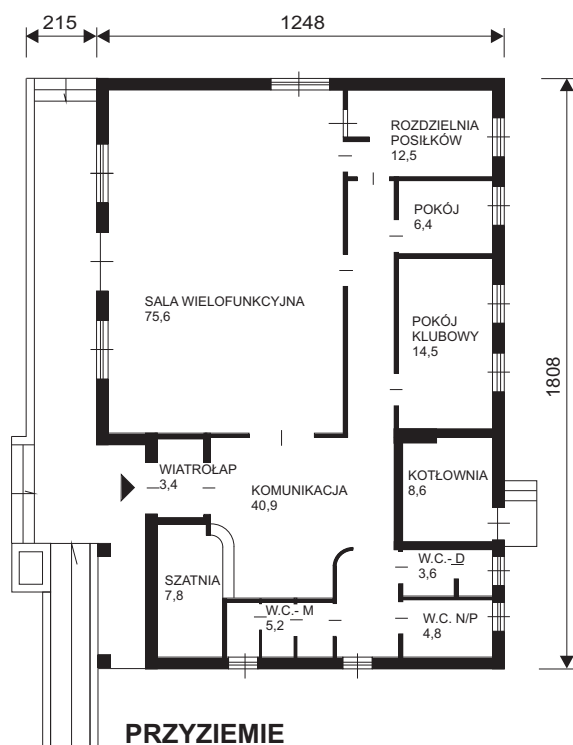 215
1248
ROZDZIELNIA
POSIŁKÓW
12,5
POKÓJ
6,4
SALA WIELOFUNKCYJNA
75,6
POKÓJ
KLUBOWY
14,5
1808
WIATROŁAP
3,4
KOMUNIKACJA
40,9
KOTŁOWNIA
8,6
SZATNIA
7,8
W.C.- D
3,6
W.C.- M
5,2
W.C. N/P
4,8
PRZYZIEMIE